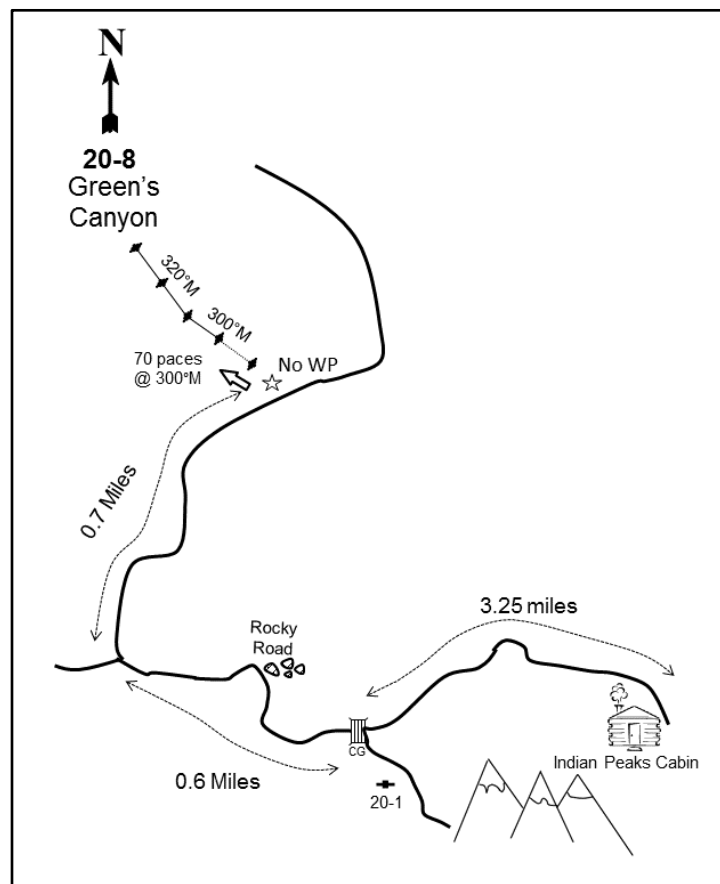 N
20-8
Green's
Canyon
320°M
300°M
70 paces
@ 300°M
No WP
0.7 Miles
3.25 miles
Rocky
Road
CG
0.6 Miles
20-1
Indian Peaks Cabin